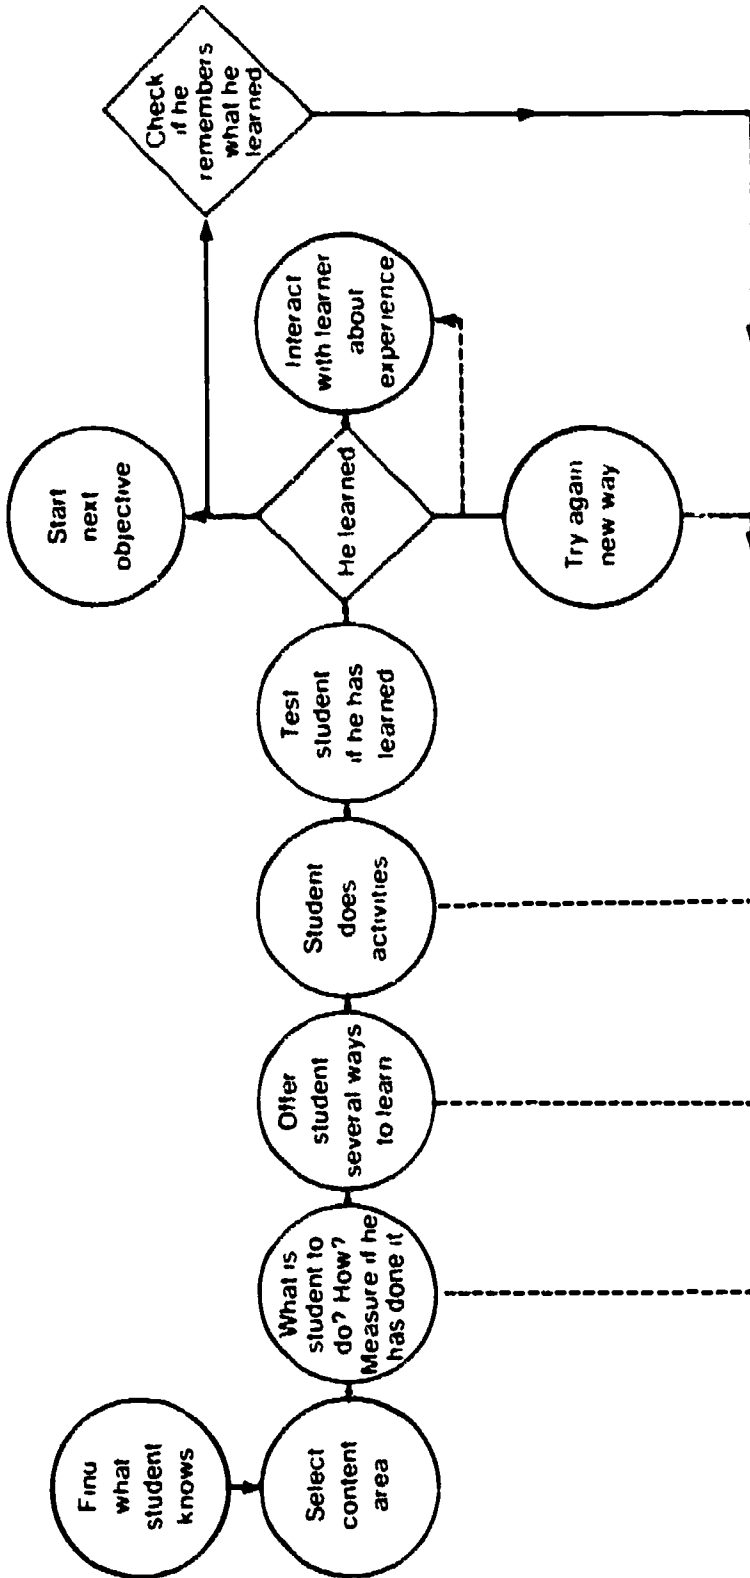 Finu
what
student
knows
Select
content
area
What is
student to
do? How?
Measure if he
has done it
Offer
student
several ways
to learn
Student
does
activities
Test
student
if he has
learned
He learned
Start
next
objective
Try again
new way
Interact
with learner
about
experience
Check
if he
remembers
what he
learned